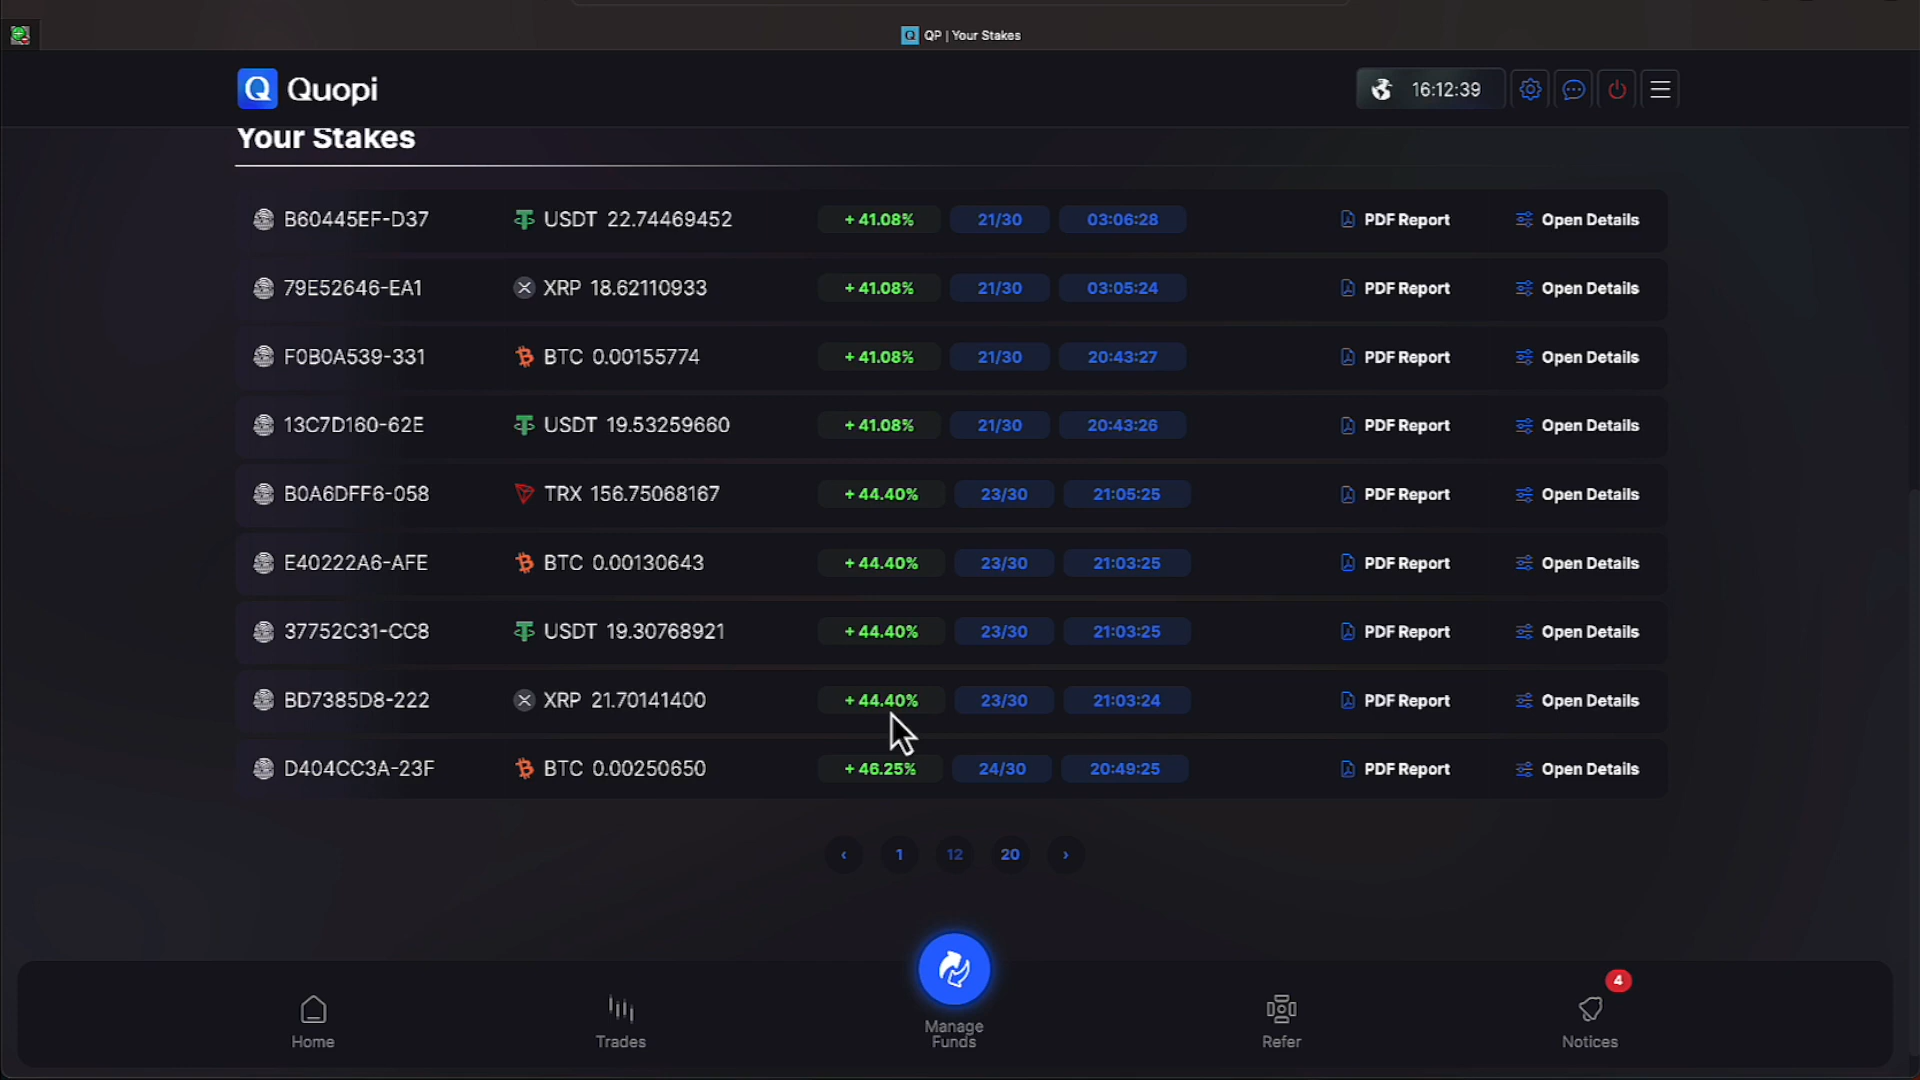 QP | Your Stakes
Quopi
16:12:39
Your Stakes
B60445EF-D37 USDT 22.74469452 + 41.08% 21/30 03:06:28 PDF Report Open Details
79E52646-EA1 XRP 18.62110933 + 41.08% 21/30 03:05:24 PDF Report Open Details
F0B0A539-331 BTC 0.00155774 + 41.08% 21/30 20:43:27 PDF Report Open Details
13C7D160-62E USDT 19.53259660 + 41.08% 21/30 20:43:26 PDF Report Open Details
B0A6DFF6-058 TRX 156.75068167 + 44.40% 23/30 21:05:25 PDF Report Open Details
E40222A6-AFE BTC 0.00130643 + 44.40% 23/30 21:03:25 PDF Report Open Details
37752C31-CC8 USDT 19.30768921 + 44.40% 23/30 21:03:25 PDF Report Open Details
BD7385D8-222 XRP 21.70141400 + 44.40% 23/30 21:03:24 PDF Report Open Details
D404CC3A-23F BTC 0.00250650 + 46.25% 24/30 20:49:25 PDF Report Open Details
‹ 1 12 20 ›
4
Home Trades Manage Funds Refer Notices